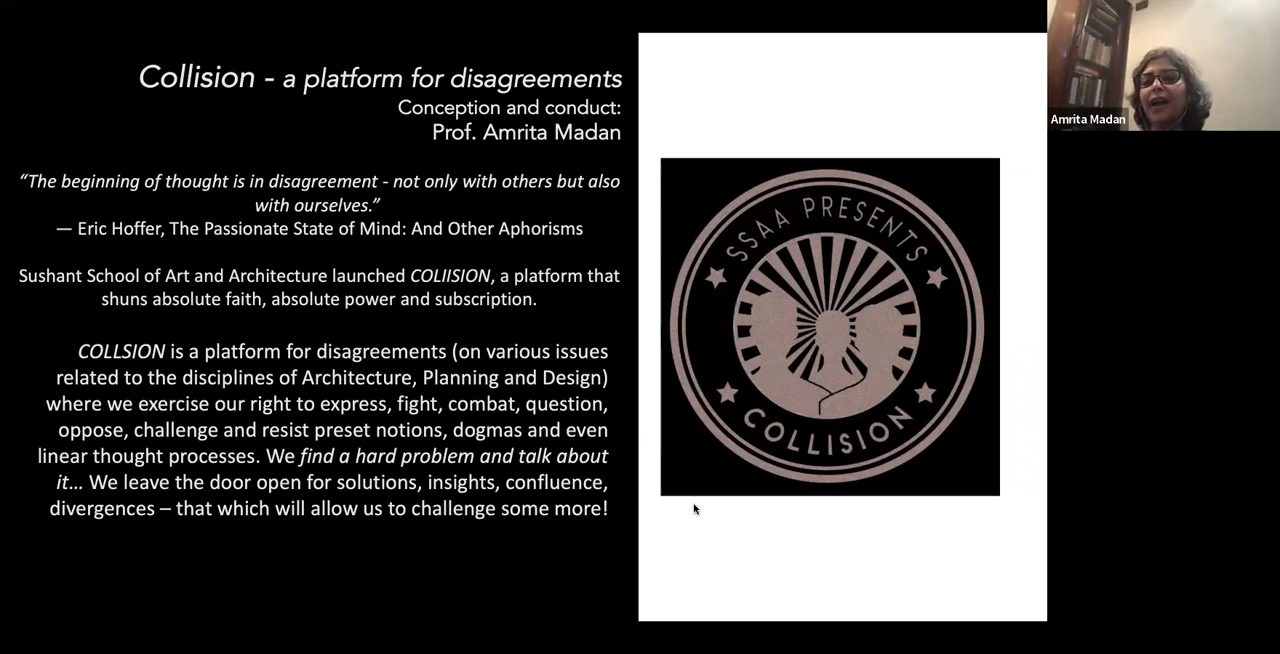 Collision - a platform for disagreements
Conception and conduct:
Prof. Amrita Madan
“The beginning of thought is in disagreement - not only with others but also
with ourselves.”
— Eric Hoffer, The Passionate State of Mind: And Other Aphorisms
Sushant School of Art and Architecture launched COLIISION, a platform that
shuns absolute faith, absolute power and subscription.
COLLSION is a platform for disagreements (on various issues
related to the disciplines of Architecture, Planning and Design)
where we exercise our right to express, fight, combat, question,
oppose, challenge and resist preset notions, dogmas and even
linear thought processes. We find a hard problem and talk about
it... We leave the door open for solutions, insights, confluence,
divergences – that which will allow us to challenge some more!
SSAA PRESENTS
COLLISION
Amrita Madan